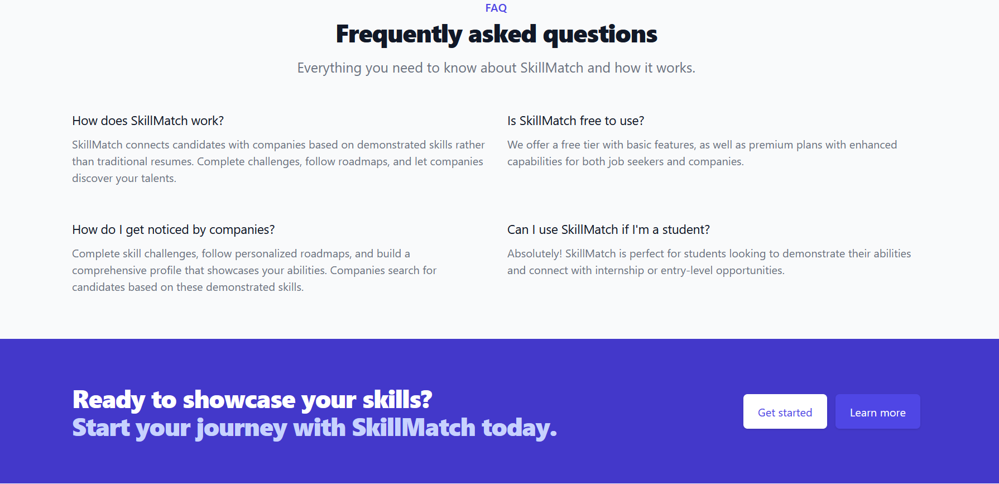 FAQ
Frequently asked questions
Everything you need to know about SkillMatch and how it works.
How does SkillMatch work?
SkillMatch connects candidates with companies based on demonstrated skills rather
than traditional resumes. Complete challenges, follow roadmaps, and let companies
discover your talents.
Is SkillMatch free to use?
We offer a free tier with basic features, as well as premium plans with enhanced
capabilities for both job seekers and companies.
How do I get noticed by companies?
Complete skill challenges, follow personalized roadmaps, and build a
comprehensive profile that showcases your abilities. Companies search for
candidates based on these demonstrated skills.
Can I use SkillMatch if I'm a student?
Absolutely! SkillMatch is perfect for students looking to demonstrate their abilities
and connect with internship or entry-level opportunities.
Ready to showcase your skills?
Start your journey with SkillMatch today.
Get started
Learn more